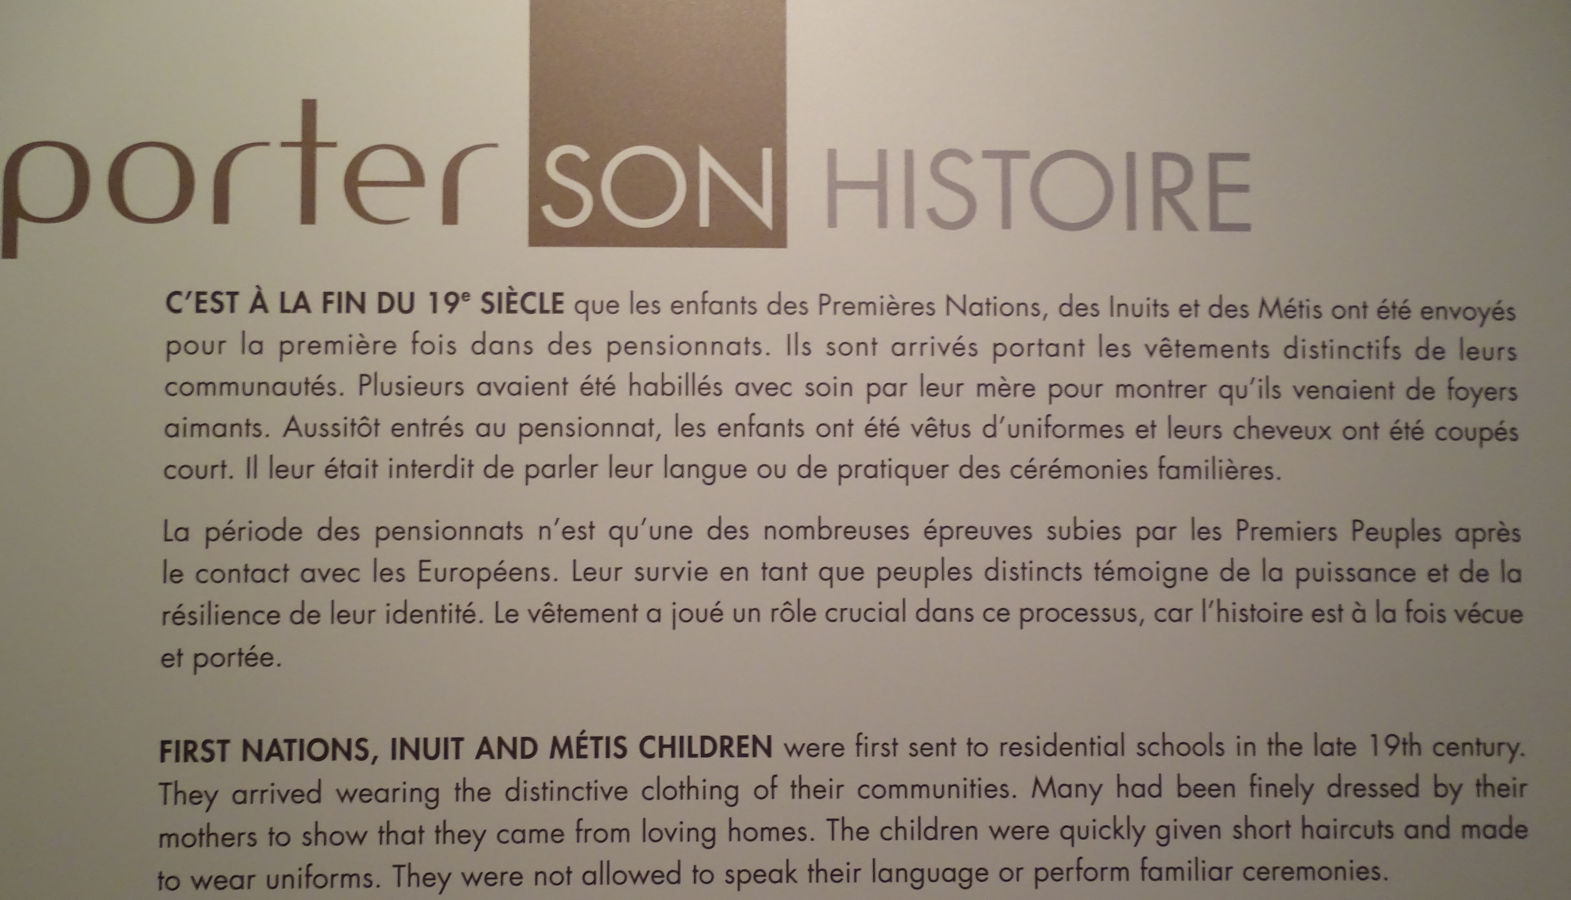 porter SON HISTOIRE
C'EST À LA FIN DU 19e SIÈCLE que les enfants des Premières Nations, des Inuits et des Métis ont été envoyés
pour la première fois dans des pensionnats. Ils sont arrivés portant les vêtements distinctifs de leurs
communautés. Plusieurs avaient été habillés avec soin par leur mère pour montrer qu'ils venaient de foyers
aimants. Aussitôt entrés au pensionnat, les enfants ont été vêtus d'uniformes et leurs cheveux ont été coupés
court. Il leur était interdit de parler leur langue ou de pratiquer des cérémonies familières.
La période des pensionnats n'est qu'une des nombreuses épreuves subies par les Premiers Peuples après
le contact avec les Européens. Leur survie en tant que peuples distincts témoigne de la puissance et de la
résilience de leur identité. Le vêtement a joué un rôle crucial dans ce processus, car l'histoire est à la fois vécue
et portée.
FIRST NATIONS, INUIT AND MÉTIS CHILDREN were first sent to residential schools in the late 19th century.
They arrived wearing the distinctive clothing of their communities. Many had been finely dressed by their
mothers to show that they came from loving homes. The children were quickly given short haircuts and made
to wear uniforms. They were not allowed to speak their language or perform familiar ceremonies.